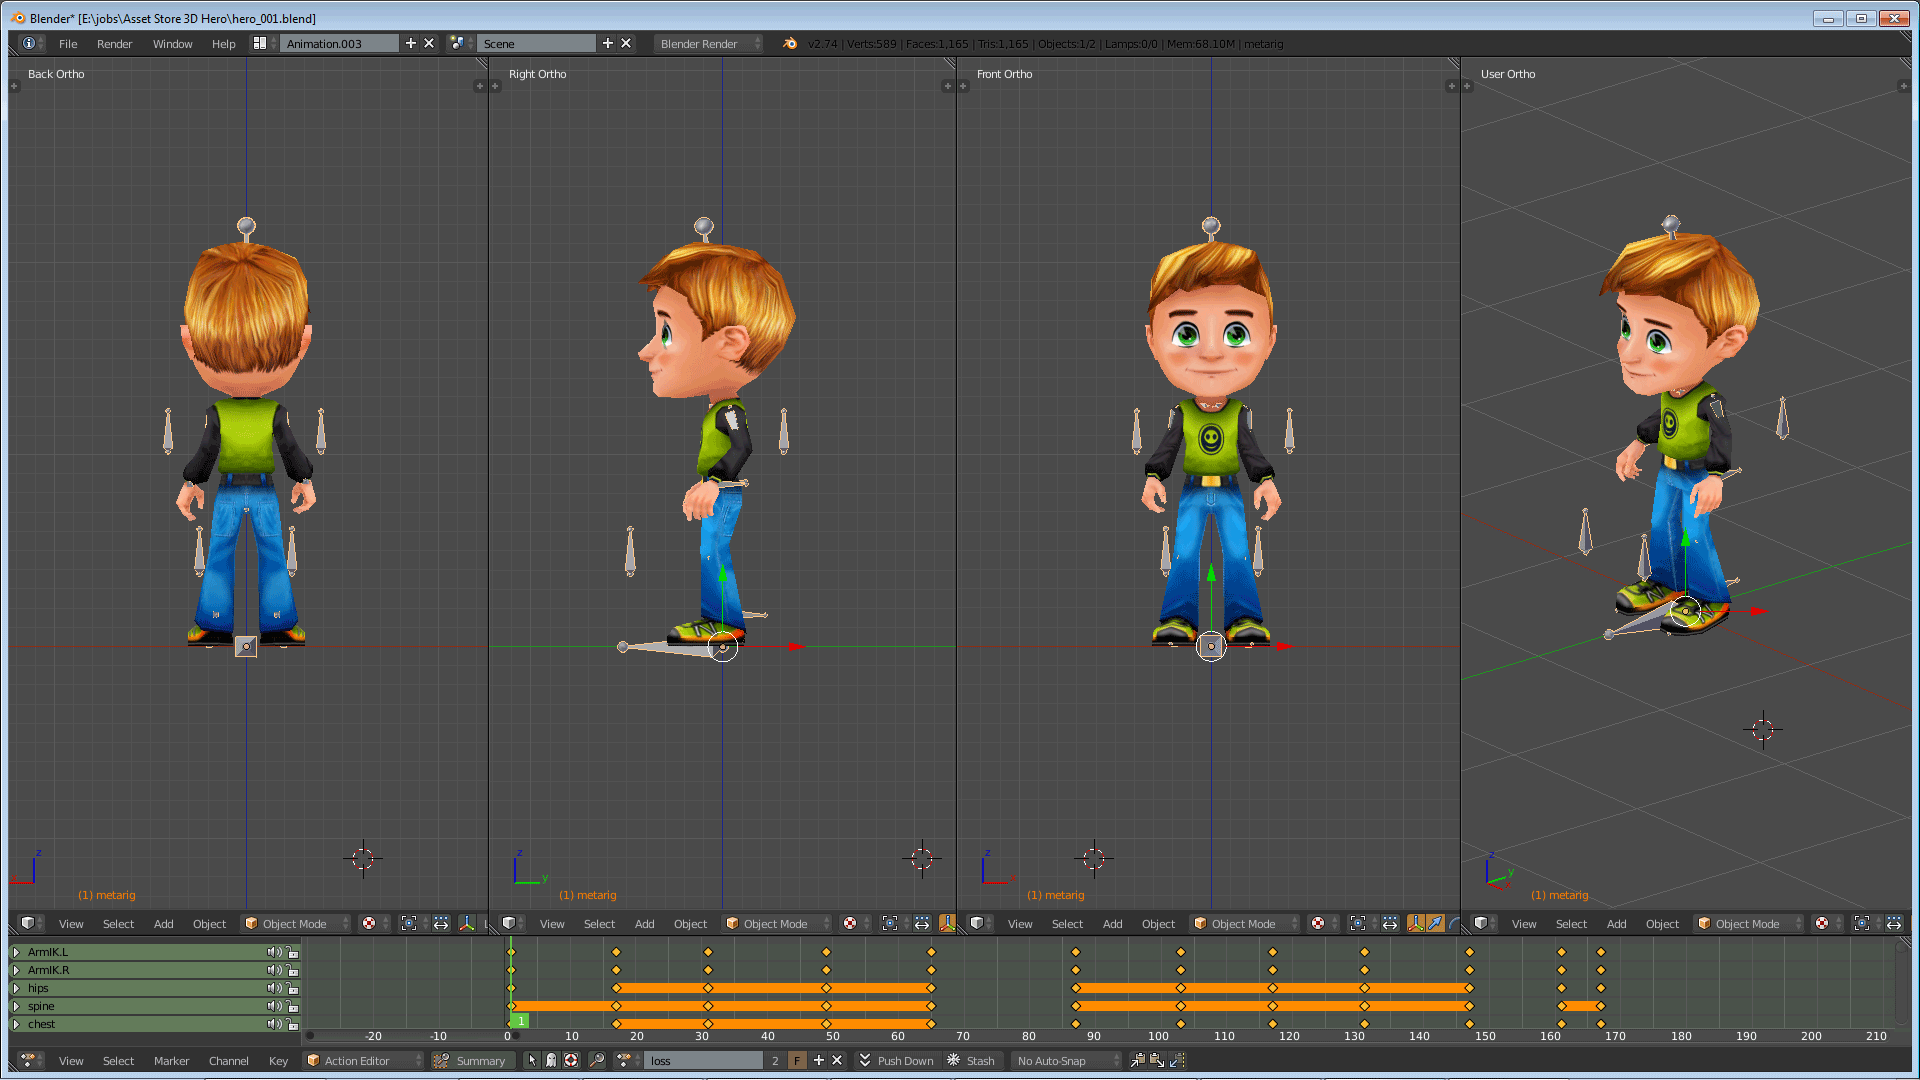 Blender* [E:\jobs\Asset Store 3D Hero\hero_001.blend]
File Render Window Help Animation.003 Scene Blender Render v2.74 | Verts:589 | Faces:1,165 | Tris:1,165 | Objects:1/2 | Lamps:0/0 | Mem:68.10M | metarig
Back Ortho
Right Ortho
Front Ortho
User Ortho
z
z y
z x
z y
(1) metarig
(1) metarig
(1) metarig
(1) metarig
View Select Add Object Object Mode
View Select Add Object Object Mode
View Select Add Object Object Mode
View Select Add Object Object Mode
ArmIK.L
ArmIK.R
hips
spine
chest
1
-20 -10 0 10 20 30 40 50 60 70 80 90 100 110 120 130 140 150 160 170 180 190 200 210
View Select Marker Channel Key Action Editor Summary loss 2 F Push Down Stash No Auto-Snap